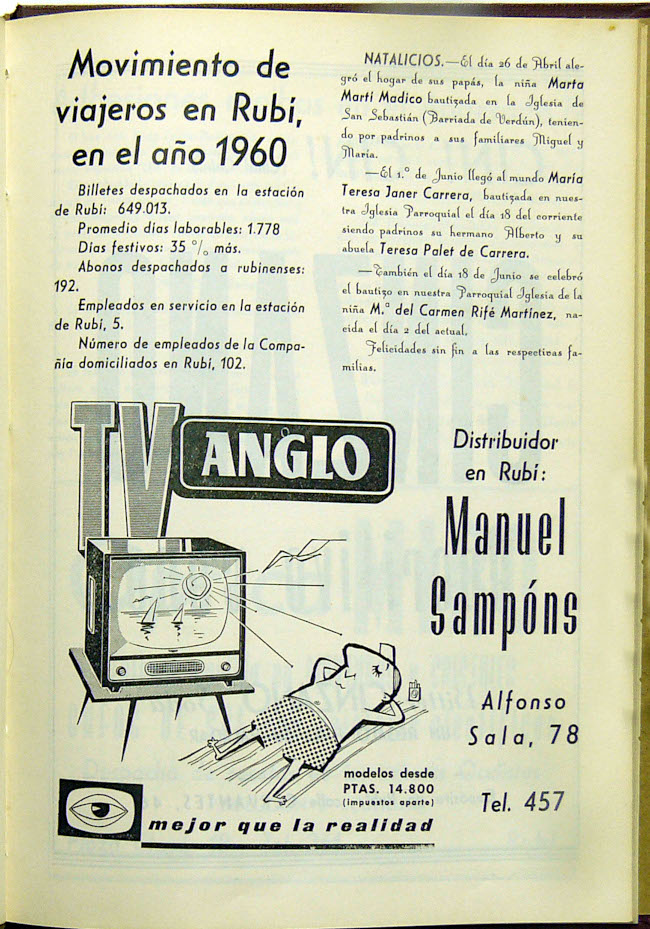 Movimiento de
viajeros en Rubí,
en el año 1960
Billetes despachados en la estación
de Rubí: 649.013.
Promedio días laborables: 1.778
Días festivos: 35 % más.
Abonos despachados a rubinenses:
192.
Empleados en servicio en la estación
de Rubí, 5.
Número de empleados de la Compa-
ñía domiciliados en Rubí, 102.
NATALICIOS.—El día 26 de Abril ale-
gró el hogar de sus papás, la niña Marta
Martí Madico bautizada en la Iglesia de
San Sebastián (Barriada de Verdún), tenien-
do por padrinos a sus familiares Miguel y
María.
—El 1.º de Junio llegó al mundo María
Teresa Janer Carrera, bautizada en nues-
tra Iglesia Parroquial el día 18 del corriente
siendo padrinos su hermano Alberto y su
abuela Teresa Palet de Carrera.
—También el día 18 de Junio se celebró
el bautizo en nuestra Parroquial Iglesia de la
niña M.ª del Carmen Rifé Martínez, na-
cida el día 2 del actual.
Felicidades sin fin a las respectivas fa-
milias.
TV ANGLO
modelos desde
PTAS. 14.800
(impuestos aparte)
mejor que la realidad
Distribuidor
en Rubí:
Manuel
Sampóns
Alfonso
Sala, 78
Tel. 457